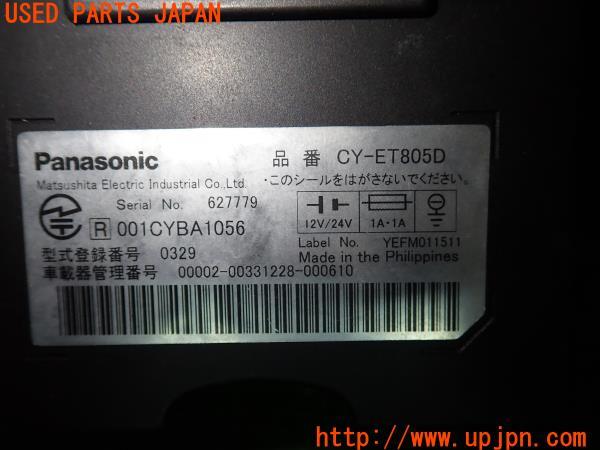 USED PARTS JAPAN
Panasonic
品番 CY-ET805D
Matsushita Electric Industrial Co.,Ltd.
・このシールをはがさないでください。
Serial No. 627779
R 001CYBA1056
12V/24V 1A・1A
型式登録番号 0329
Label No. YEFM011511
Made in the Philippines
車載器管理番号 00002-00331228-000610
UPJ
http://www.upjpn.com/